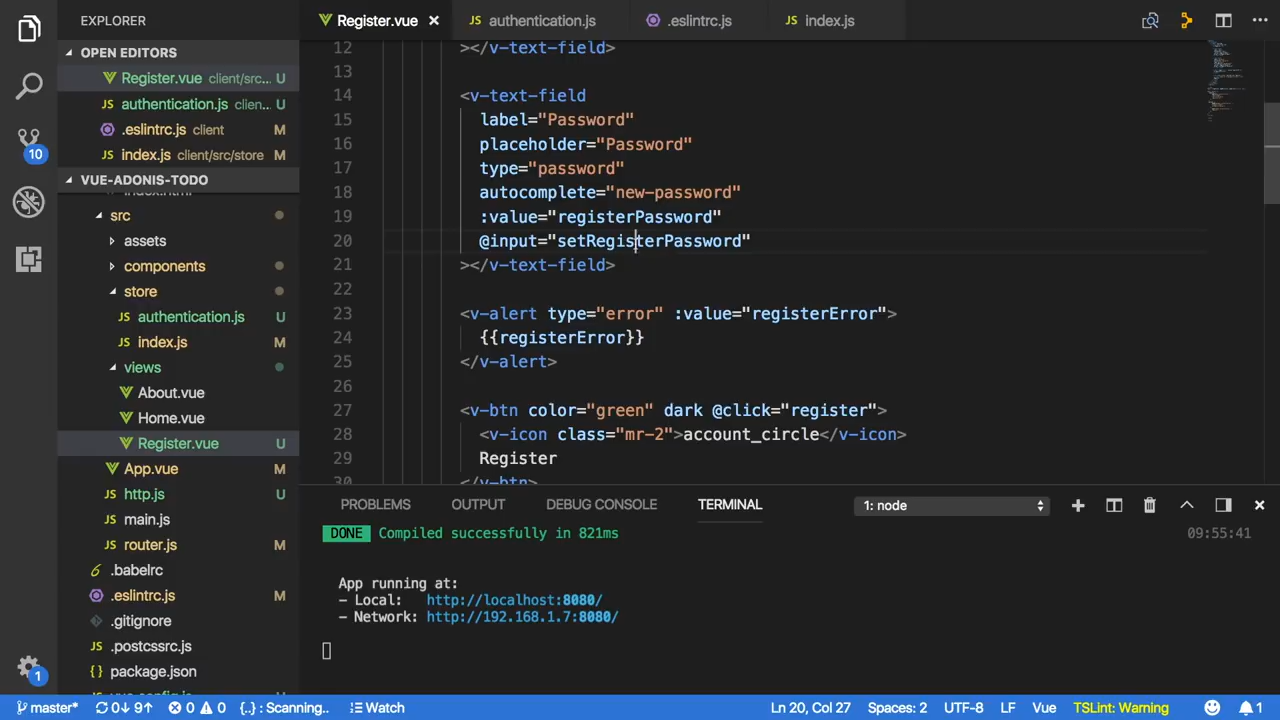 EXPLORER
OPEN EDITORS
Register.vue client/src... U
authentication.js clien... U
.eslintrc.js client M
index.js client/src/store M
VUE-ADONIS-TODO
src
assets
components
store
authentication.js U
index.js M
views
About.vue
Home.vue
Register.vue U
App.vue M
http.js U
main.js
router.js M
.babelrc
.eslintrc.js M
.gitignore
.postcssrc.js
package.json
10
1
Register.vue
authentication.js
.eslintrc.js
index.js
12 ></v-text-field>
13
14 <v-text-field
15 label="Password"
16 placeholder="Password"
17 type="password"
18 autocomplete="new-password"
19 :value="registerPassword"
20 @input="setRegisterPassword"
21 ></v-text-field>
22
23 <v-alert type="error" :value="registerError">
24 {{registerError}}
25 </v-alert>
26
27 <v-btn color="green" dark @click="register">
28 <v-icon class="mr-2">account_circle</v-icon>
29 Register
30 </v-btn>
PROBLEMS OUTPUT DEBUG CONSOLE TERMINAL 1: node
DONE Compiled successfully in 821ms 09:55:41
App running at:
- Local: http://localhost:8080/
- Network: http://192.168.1.7:8080/
master* 0↓ 9↑ 0 0 {..} : Scanning.. Watch Ln 20, Col 27 Spaces: 2 UTF-8 LF Vue TSLint: Warning 1